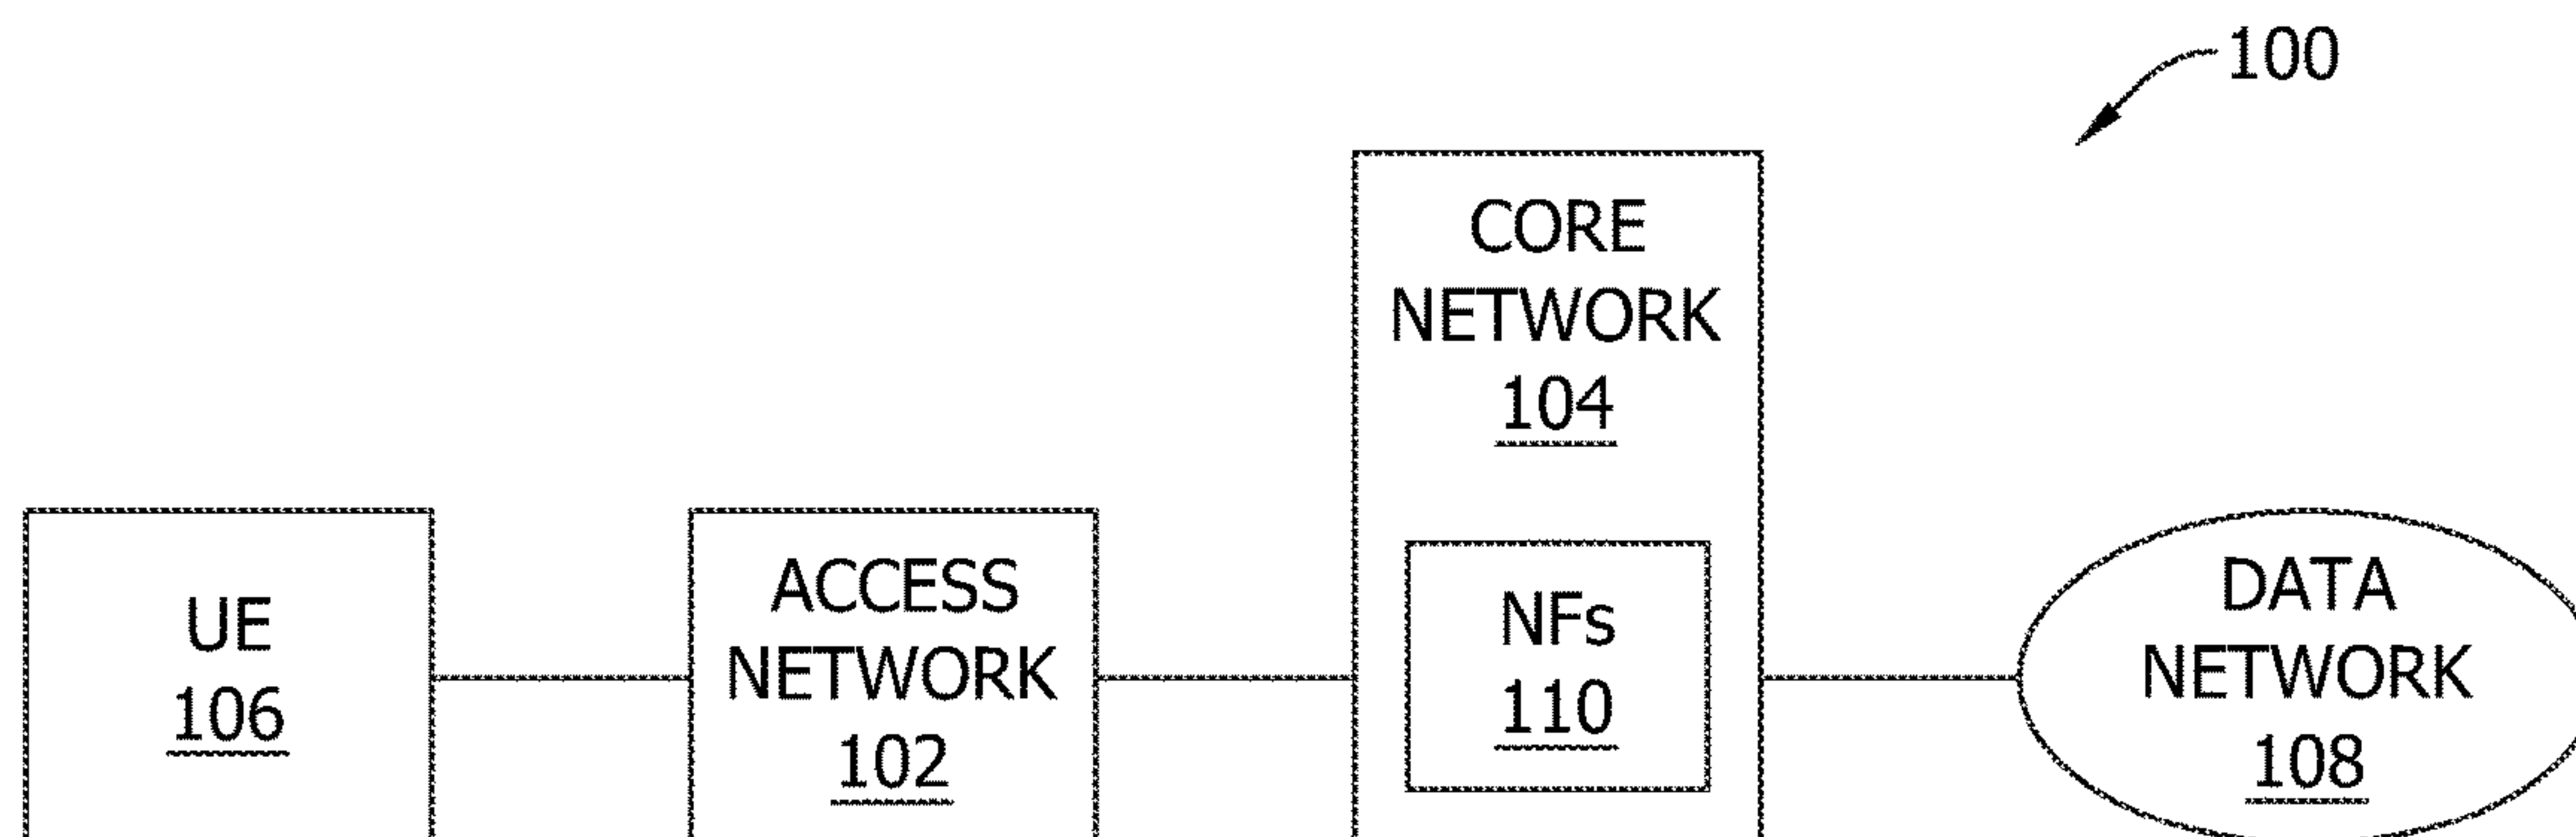 100
CORE
NETWORK
104
UE
106
ACCESS
NETWORK
102
NFs
110
DATA
NETWORK
108